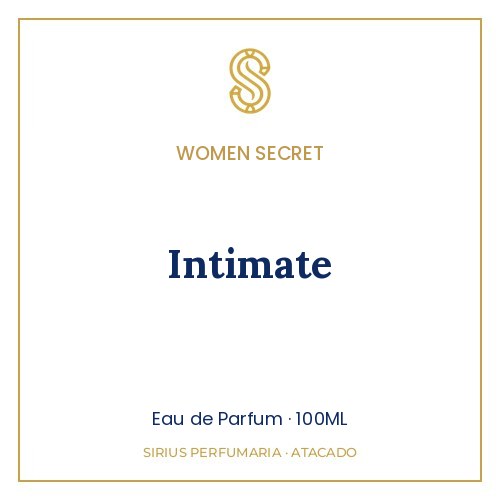 WOMEN SECRET
Intimate
Eau de Parfum · 100ML
SIRIUS PERFUMARIA · ATACADO